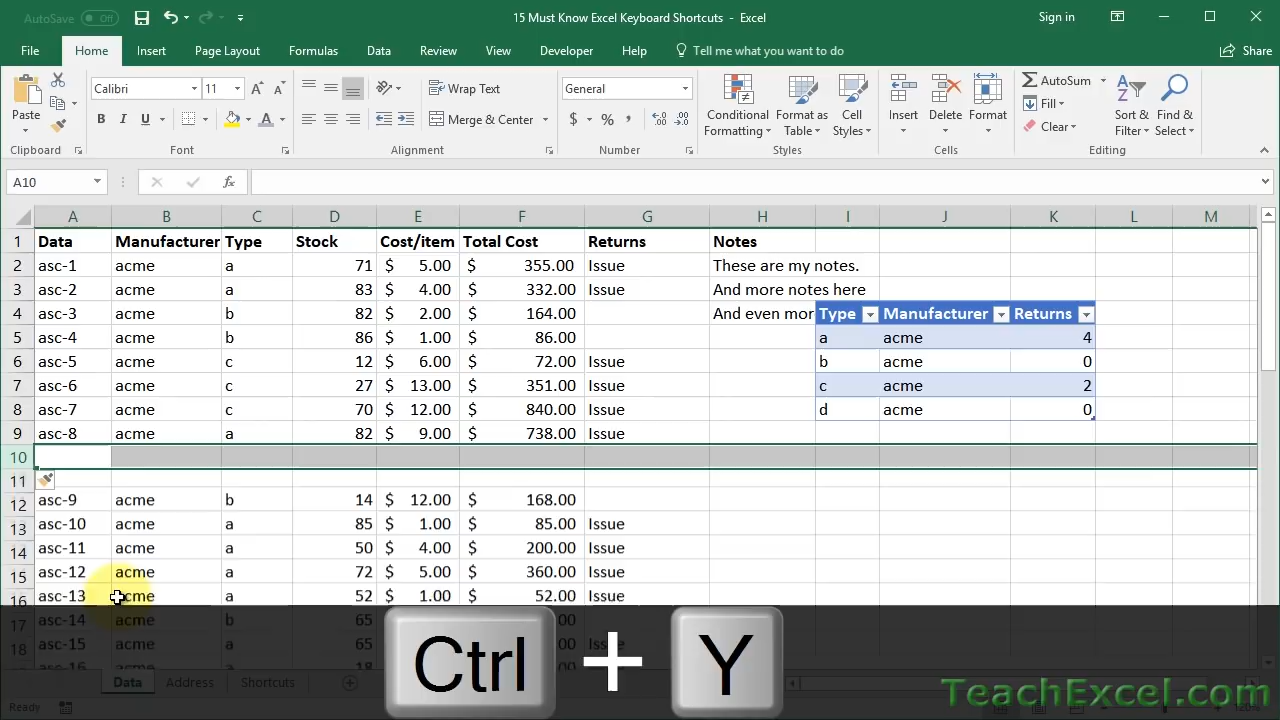 AutoSave Off 15 Must Know Excel Keyboard Shortcuts - Excel Sign in
File Home Insert Page Layout Formulas Data Review View Developer Help Tell me what you want to do Share
Paste Calibri 11 B I U A A A Wrap Text Merge & Center General $ % , Conditional Formatting Format as Table Cell Styles Insert Delete Format AutoSum Fill Clear Sort & Filter Find & Select
Clipboard Font Alignment Number Styles Cells Editing
A10 fx
A B C D E F G H I J K L M
1 Data Manufacturer Type Stock Cost/item Total Cost Returns Notes
2 asc-1 acme a 71 $ 5.00 $ 355.00 Issue These are my notes.
3 asc-2 acme a 83 $ 4.00 $ 332.00 Issue And more notes here
4 asc-3 acme b 82 $ 2.00 $ 164.00 And even mor Type Manufacturer Returns
5 asc-4 acme b 86 $ 1.00 $ 86.00 a acme 4
6 asc-5 acme c 12 $ 6.00 $ 72.00 Issue b acme 0
7 asc-6 acme c 27 $ 13.00 $ 351.00 Issue c acme 2
8 asc-7 acme c 70 $ 12.00 $ 840.00 Issue d acme 0
9 asc-8 acme a 82 $ 9.00 $ 738.00 Issue
10
11
12 asc-9 acme b 14 $ 12.00 $ 168.00
13 asc-10 acme a 85 $ 1.00 $ 85.00 Issue
14 asc-11 acme a 50 $ 4.00 $ 200.00 Issue
15 asc-12 acme a 72 $ 5.00 $ 360.00 Issue
16 asc-13 acme a 52 $ 1.00 $ 52.00 Issue
17 asc-14 acme b 65
18 asc-15 acme a 65
asc-16 acme a 18
Ctrl + Y
Data Address Shortcuts
TeachExcel.com
Ready